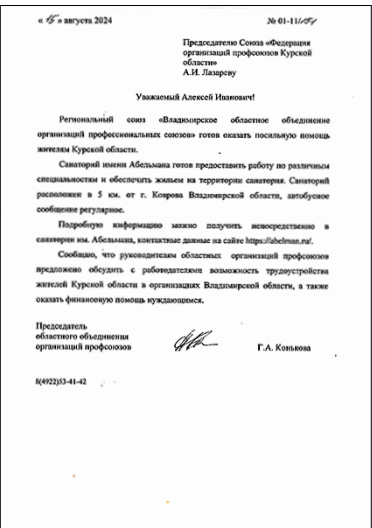 « 15 » августа 2024 № 01-11/
Председателю Союза «Федерация
организаций профсоюзов Курской
области»
А.И. Лазареву
Уважаемый Алексей Иванович!
Региональный союз «Владимирское областное объединение
организаций профессиональных союзов» готов оказать посильную помощь
жителям Курской области.
Санаторий имени Абельмана готов предоставить работу по различным
специальностям и обеспечить жильем на территории санатория. Санаторий
расположен в 5 км. от г. Коврова Владимирской области, автобусное
сообщение регулярное.
Подробную информацию можно получить непосредственно в
санатории им. Абельмана, контактные данные на сайте https://abelman.ru/.
Сообщаю, что руководителям областных организаций профсоюзов
предложено обсудить с работодателями возможность трудоустройства
жителей Курской области в организациях Владимирской области, а также
оказать финансовую помощь нуждающимся.
Председатель
областного объединения
организаций профсоюзов Г.А. Конькова
8(4922)53-41-42